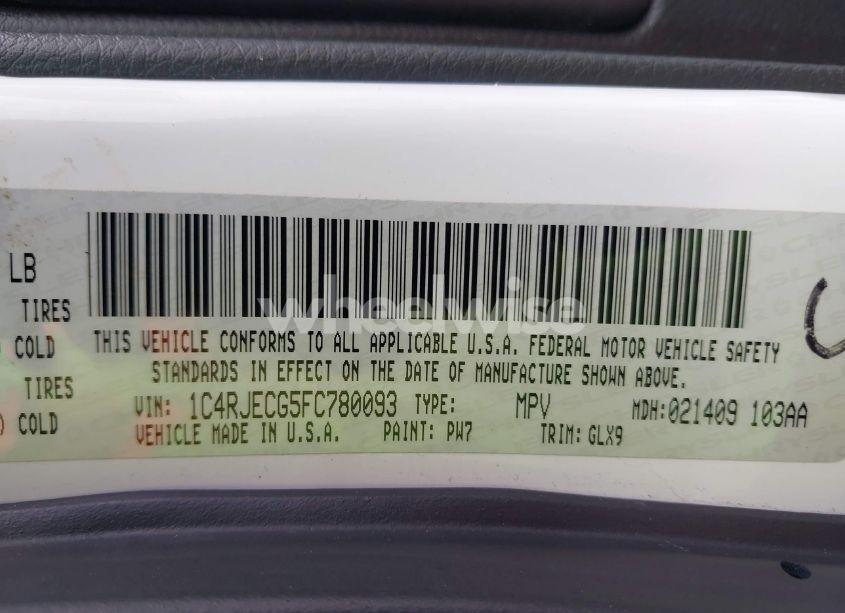 LB
TIRES
COLD
TIRES
) COLD
wheelwise
THIS VEHICLE CONFORMS TO ALL APPLICABLE U.S.A. FEDERAL MOTOR VEHICLE SAFETY
STANDARDS IN EFFECT ON THE DATE OF MANUFACTURE SHOWN ABOVE.
VIN: 1C4RJECG5FC780093 TYPE: MPV MDH:021409 103AA
VEHICLE MADE IN U.S.A. PAINT: PW7 TRIM: GLX9